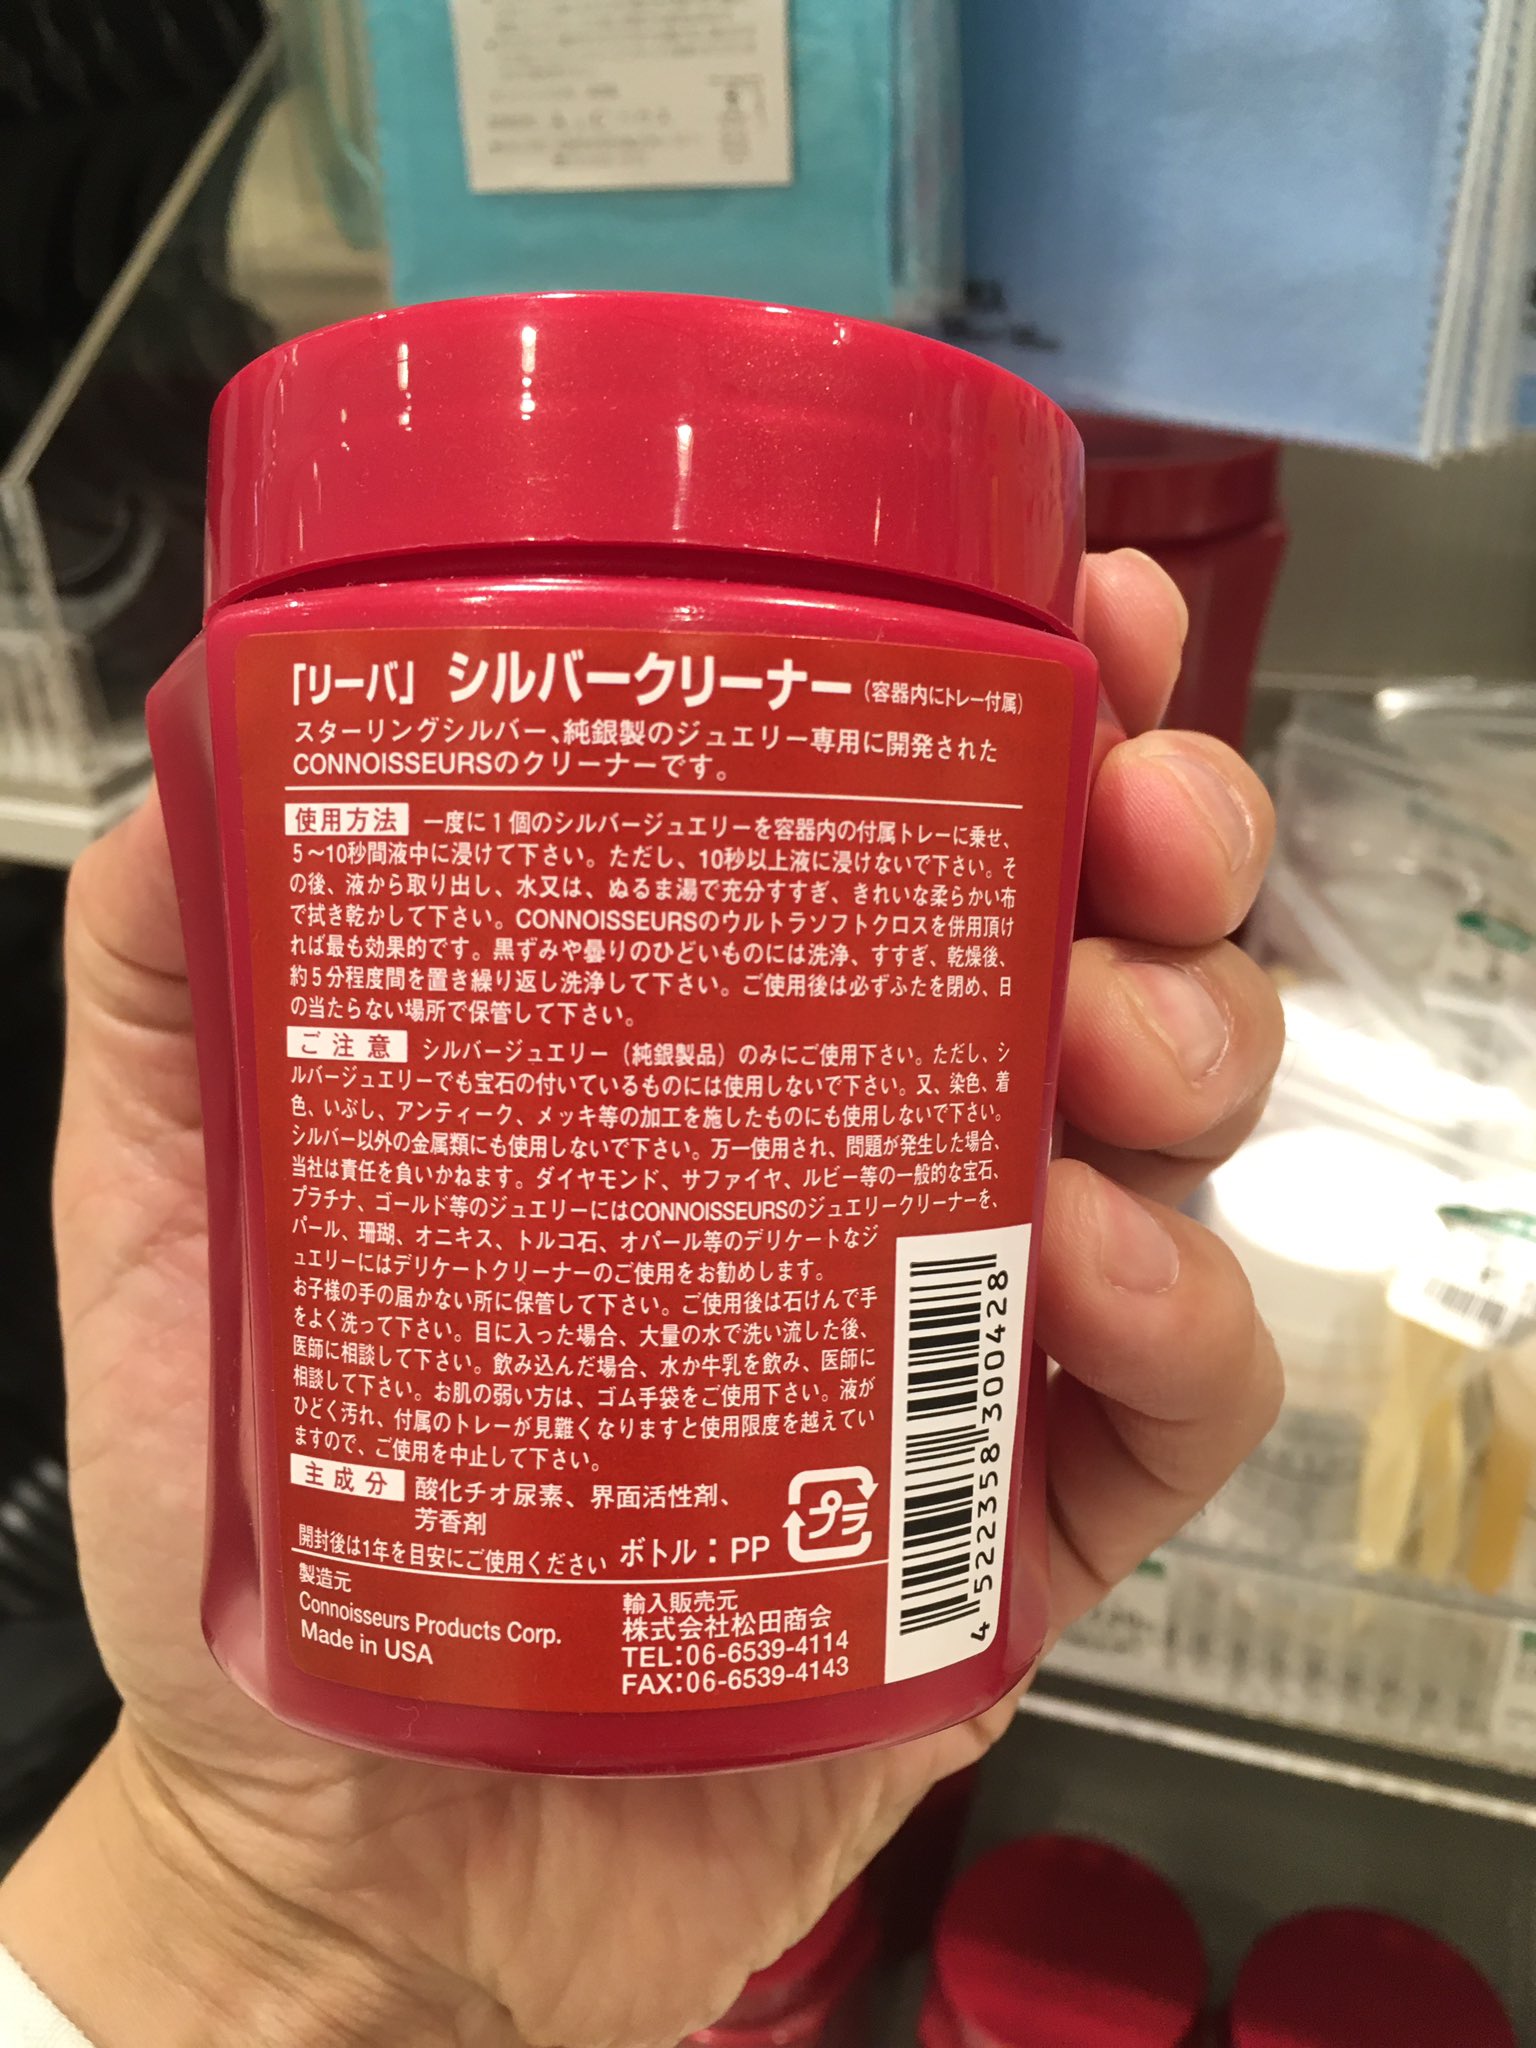 「リーバ」 シルバークリーナー (容器内にトレー付属)
スターリングシルバー、純銀製のジュエリー専用に開発された
CONNOISSEURSのクリーナーです。
使用方法 一度に1個のシルバージュエリーを容器内の付属トレーに乗せ、
5〜10秒間液中に浸けて下さい。ただし、10秒以上液に浸けないで下さい。そ
の後、液から取り出し、水又は、ぬるま湯で充分すすぎ、きれいな柔らかい布
で拭き乾かして下さい。CONNOISSEURSのウルトラソフトクロスを併用頂け
れば最も効果的です。黒ずみや曇りのひどいものには洗浄、すすぎ、乾燥後、
約5分程度間を置き繰り返し洗浄して下さい。ご使用後は必ずふたを閉め、日
の当たらない場所で保管して下さい。
ご注意 シルバージュエリー(純銀製品)のみにご使用下さい。ただし、シ
ルバージュエリーでも宝石の付いているものには使用しないで下さい。又、染色、着
色、いぶし、アンティーク、メッキ等の加工を施したものにも使用しないで下さい。
シルバー以外の金属類にも使用しないで下さい。万一使用され、問題が発生した場合、
当社は責任を負いかねます。ダイヤモンド、サファイヤ、ルビー等の一般的な宝石、
プラチナ、ゴールド等のジュエリーにはCONNOISSEURSのジュエリークリーナーを、
パール、珊瑚、オニキス、トルコ石、オパール等のデリケートなジ
ュエリーにはデリケートクリーナーのご使用をお勧めします。
お子様の手の届かない所に保管して下さい。ご使用後は石けんで手
をよく洗って下さい。目に入った場合、大量の水で洗い流した後、
医師に相談して下さい。飲み込んだ場合、水か牛乳を飲み、医師に
相談して下さい。お肌の弱い方は、ゴム手袋をご使用下さい。液が
ひどく汚れ、付属のトレーが見難くなりますと使用限度を越えてい
ますので、ご使用を中止して下さい。
主成分 酸化チオ尿素、界面活性剤、
芳香剤
開封後は1年を目安にご使用ください ボトル:PP プラ
製造元
Connoisseurs Products Corp.
Made in USA
輸入販売元
株式会社松田商会
TEL:06-6539-4114
FAX:06-6539-4143
4522358300428